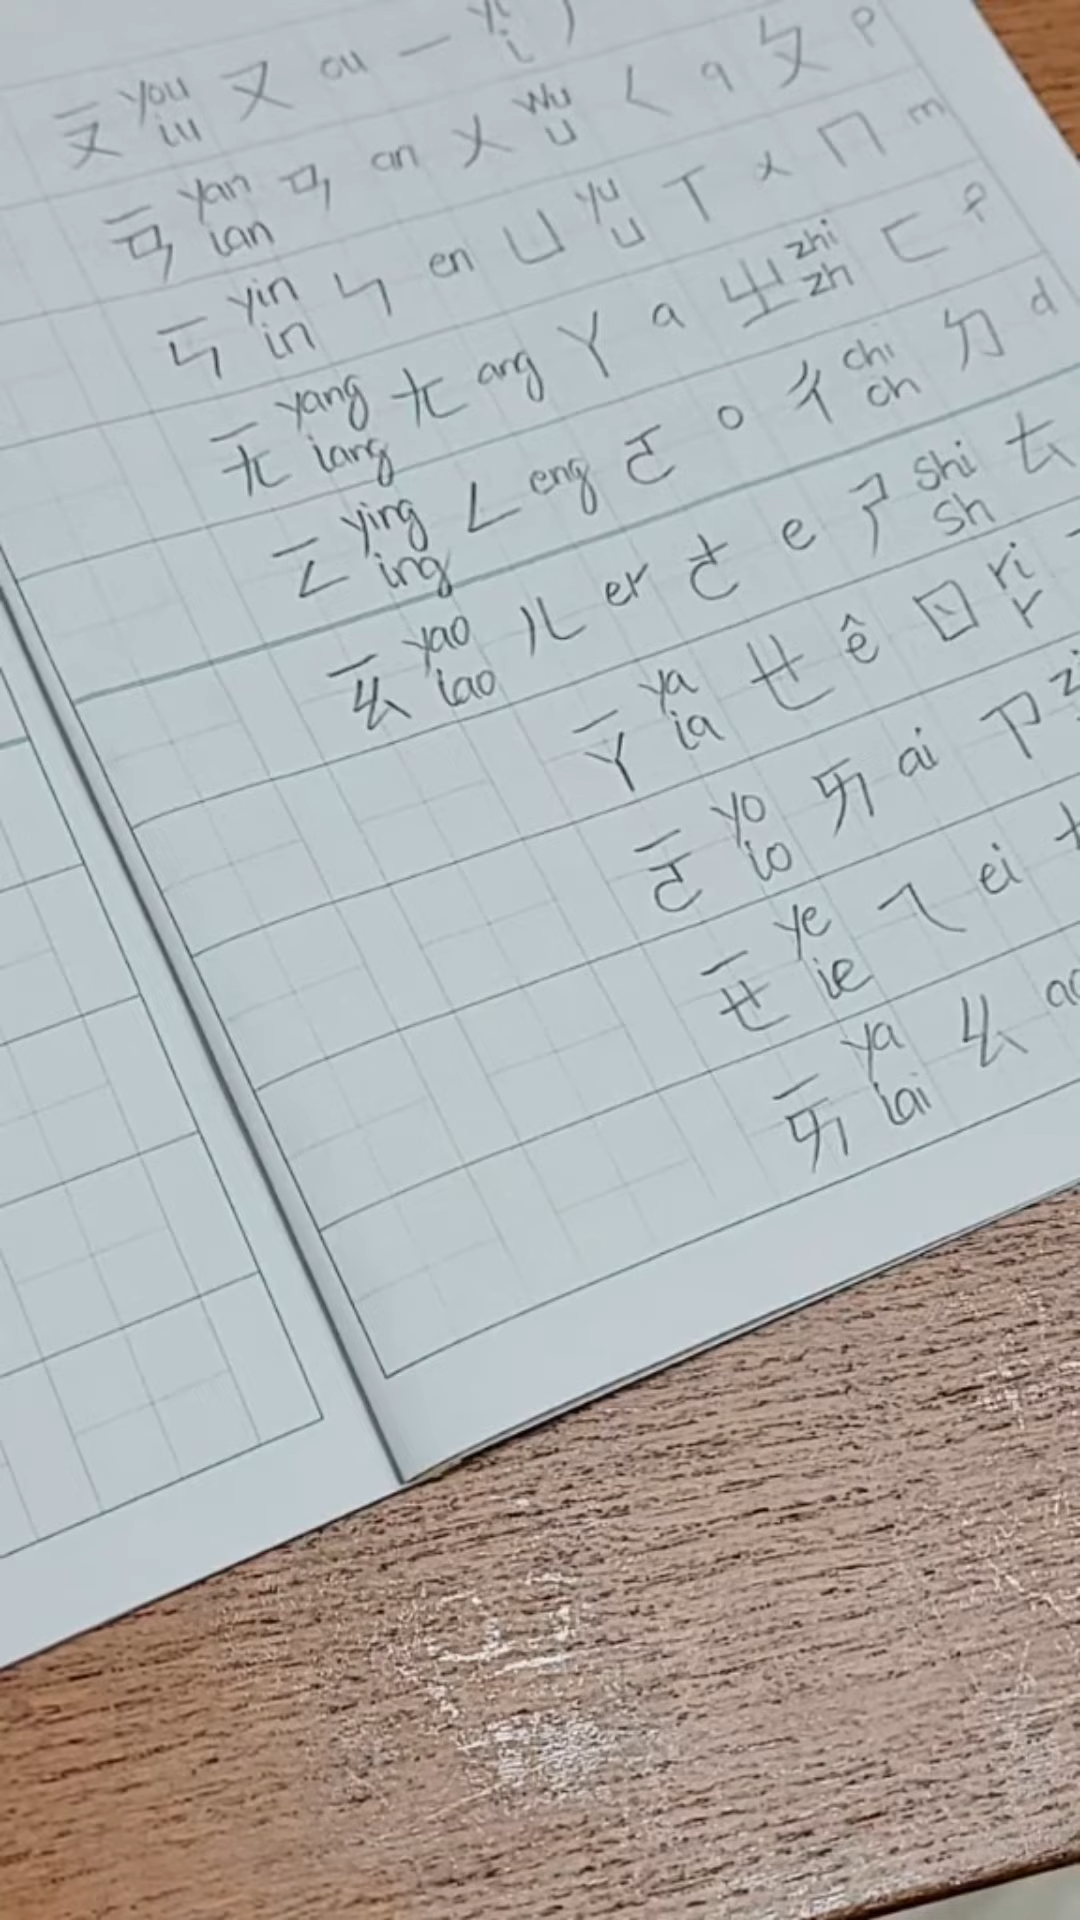 ㄧㄡ you iu ㄡ ou ㄧ yi i
ㄧㄢ yan ian ㄢ an ㄨ wu u ㄑ q ㄆ p
ㄧㄣ yin in ㄣ en ㄩ yu u ㄒ x ㄇ m
ㄧㄤ yang iang ㄤ ang ㄚ a ㄓ zhi zh ㄈ f
ㄧㄥ ying ing ㄥ eng ㄛ o ㄔ chi ch ㄉ d
ㄧㄠ yao iao ㄦ er ㄜ e ㄕ shi sh ㄊ
ㄧㄚ ya ia ㄝ ê ㄖ ri r
ㄧㄛ yo io ㄞ ai ㄗ
ㄧㄝ ye ie ㄟ ei
ㄧㄞ ya iai ㄠ